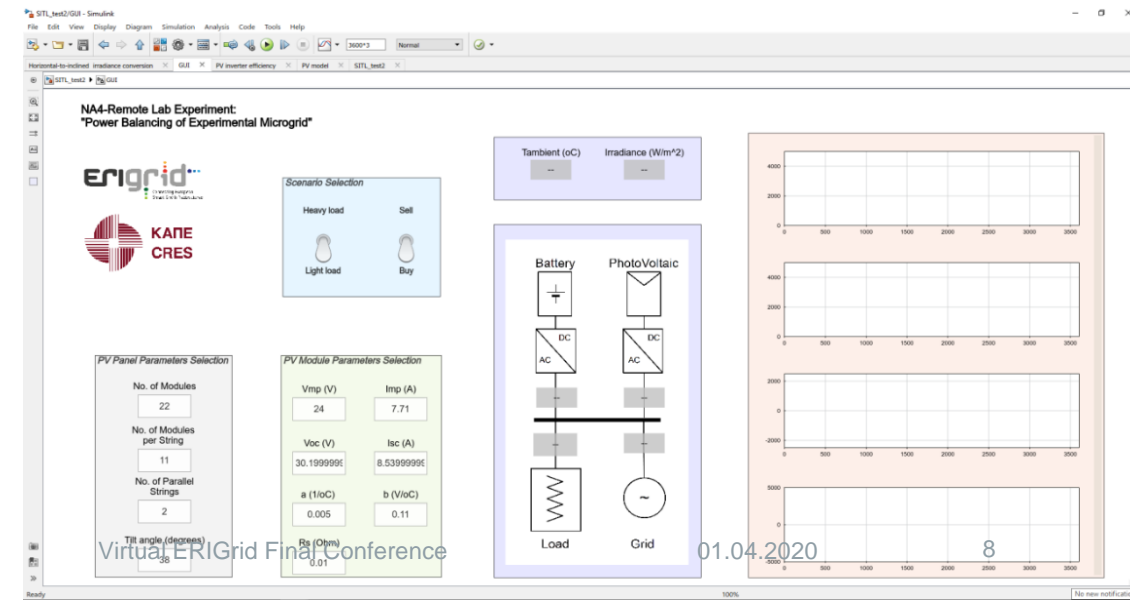 SITL_test2/GUI - Simulink
File Edit View Display Diagram Simulation Analysis Code Tools Help
3600*3 Normal
Horizontal-to-inclined irradiance conversion GUI PV inverter efficiency PV model SITL_test2
SITL_test2 GUI
NA4-Remote Lab Experiment:
"Power Balancing of Experimental Microgrid"
ERIgrid
ΚΑΠΕ
CRES
Scenario Selection
Heavy load Sell
Light load Buy
PV Panel Parameters Selection
No. of Modules
22
No. of Modules
per String
11
No. of Parallel
Strings
2
Tilt angle,(degrees)
38
PV Module Parameters Selection
Vmp (V) Imp (A)
24 7.71
Voc (V) Isc (A)
30.1999999 8.53999999
a (1/oC) b (V/oC)
0.005 0.11
Rs (Ohm)
0.01
Tambient (oC) Irradiance (W/m^2)
-- --
Battery PhotoVoltaic
DC DC
AC AC
-- --
-- --
~
Load Grid
4000
2000
0
0 500 1000 1500 2000 2500 3000 3500
4000
2000
0
0 500 1000 1500 2000 2500 3000 3500
2000
0
-2000
0 500 1000 1500 2000 2500 3000 3500
5000
0
-5000
0 500 1000 1500 2000 2500 3000 3500
Virtual ERIGrid Final Conference 01.04.2020 8
Ready 100% No new notificatio